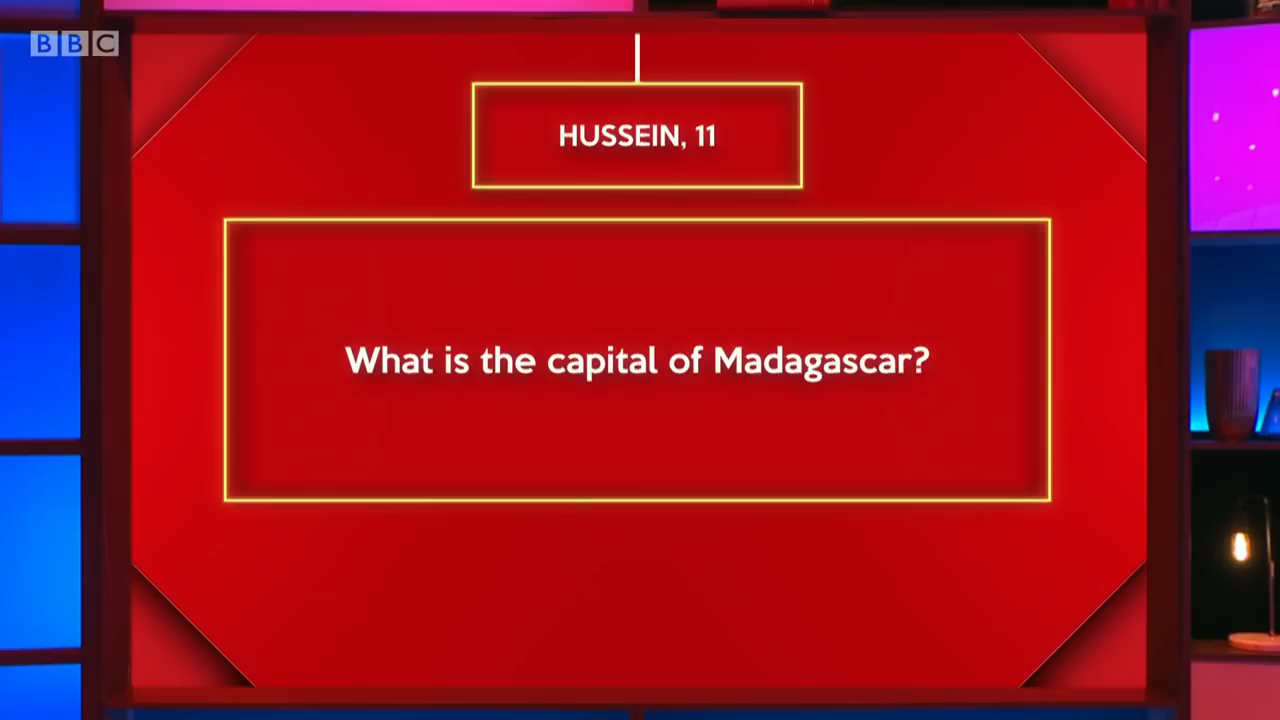 BBC
HUSSEIN, 11
What is the capital of Madagascar?